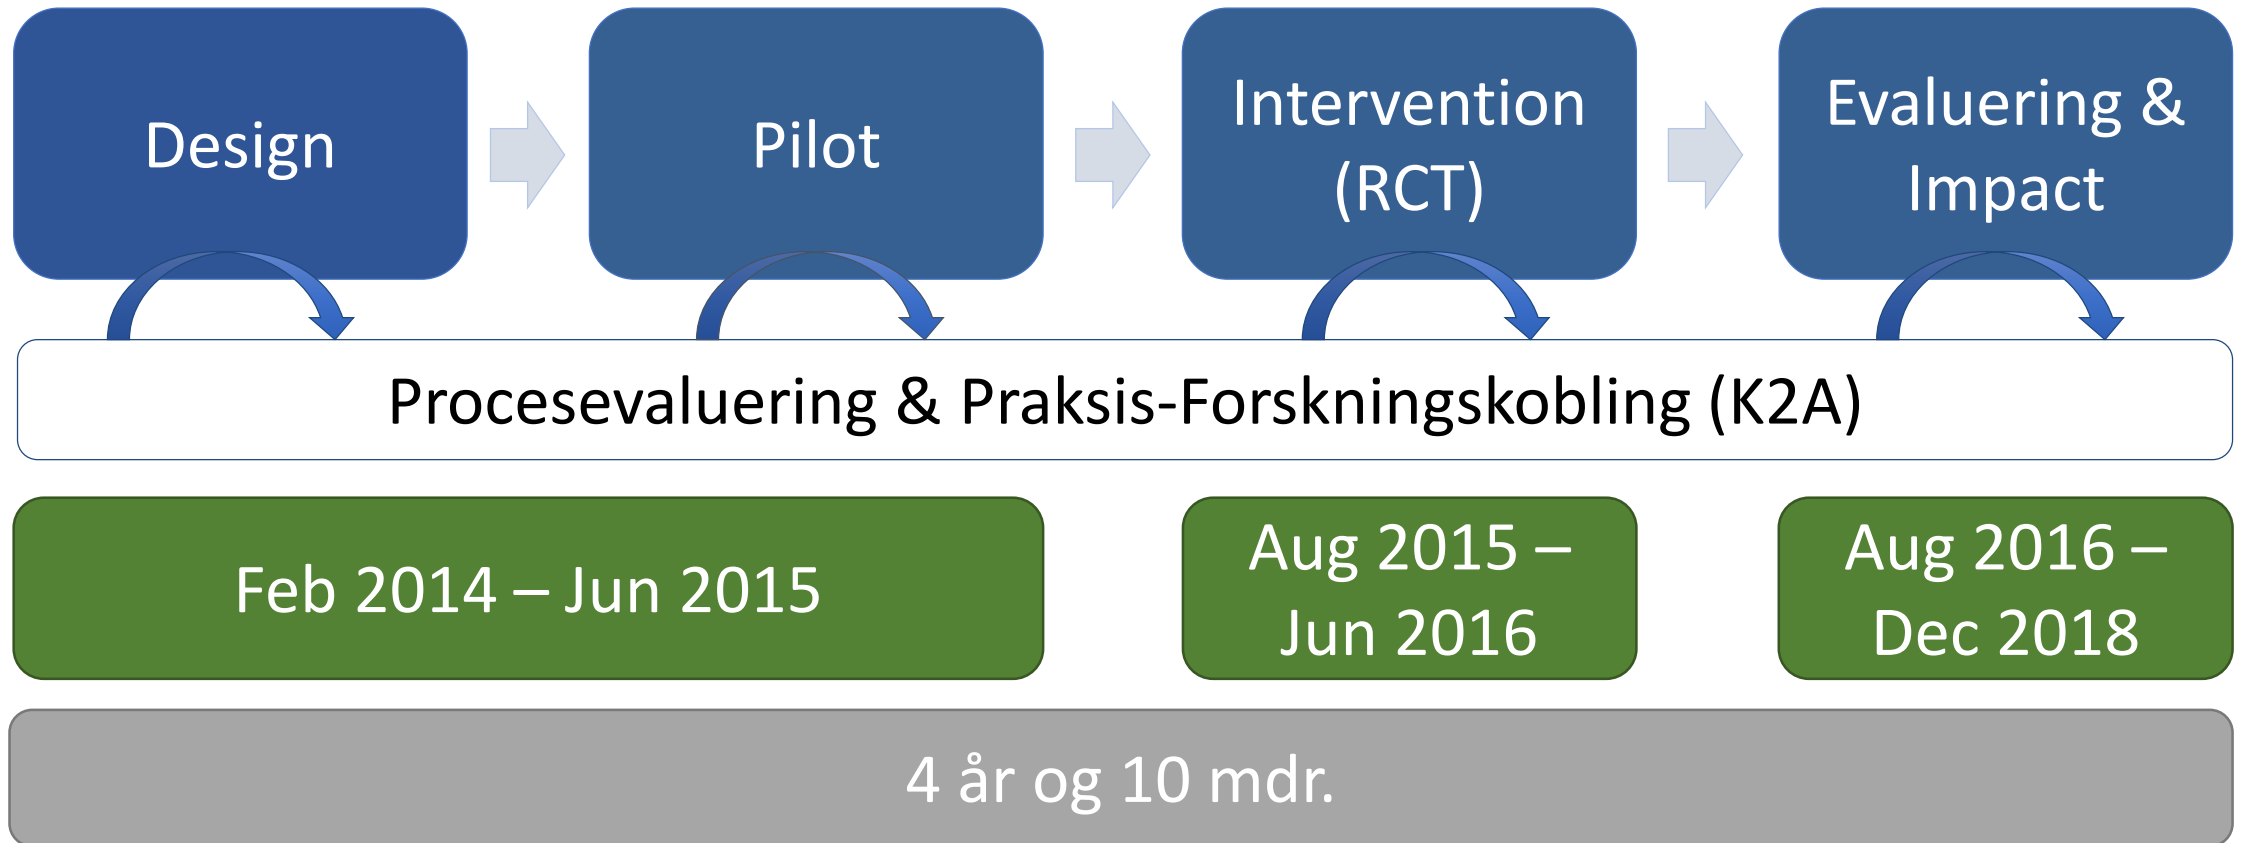 Design
Pilot
Intervention
(RCT)
Evaluering &
Impact
Procesevaluering & Praksis-Forskningskobling (K2A)
Feb 2014 – Jun 2015
Aug 2015 –
Jun 2016
Aug 2016 –
Dec 2018
4 år og 10 mdr.